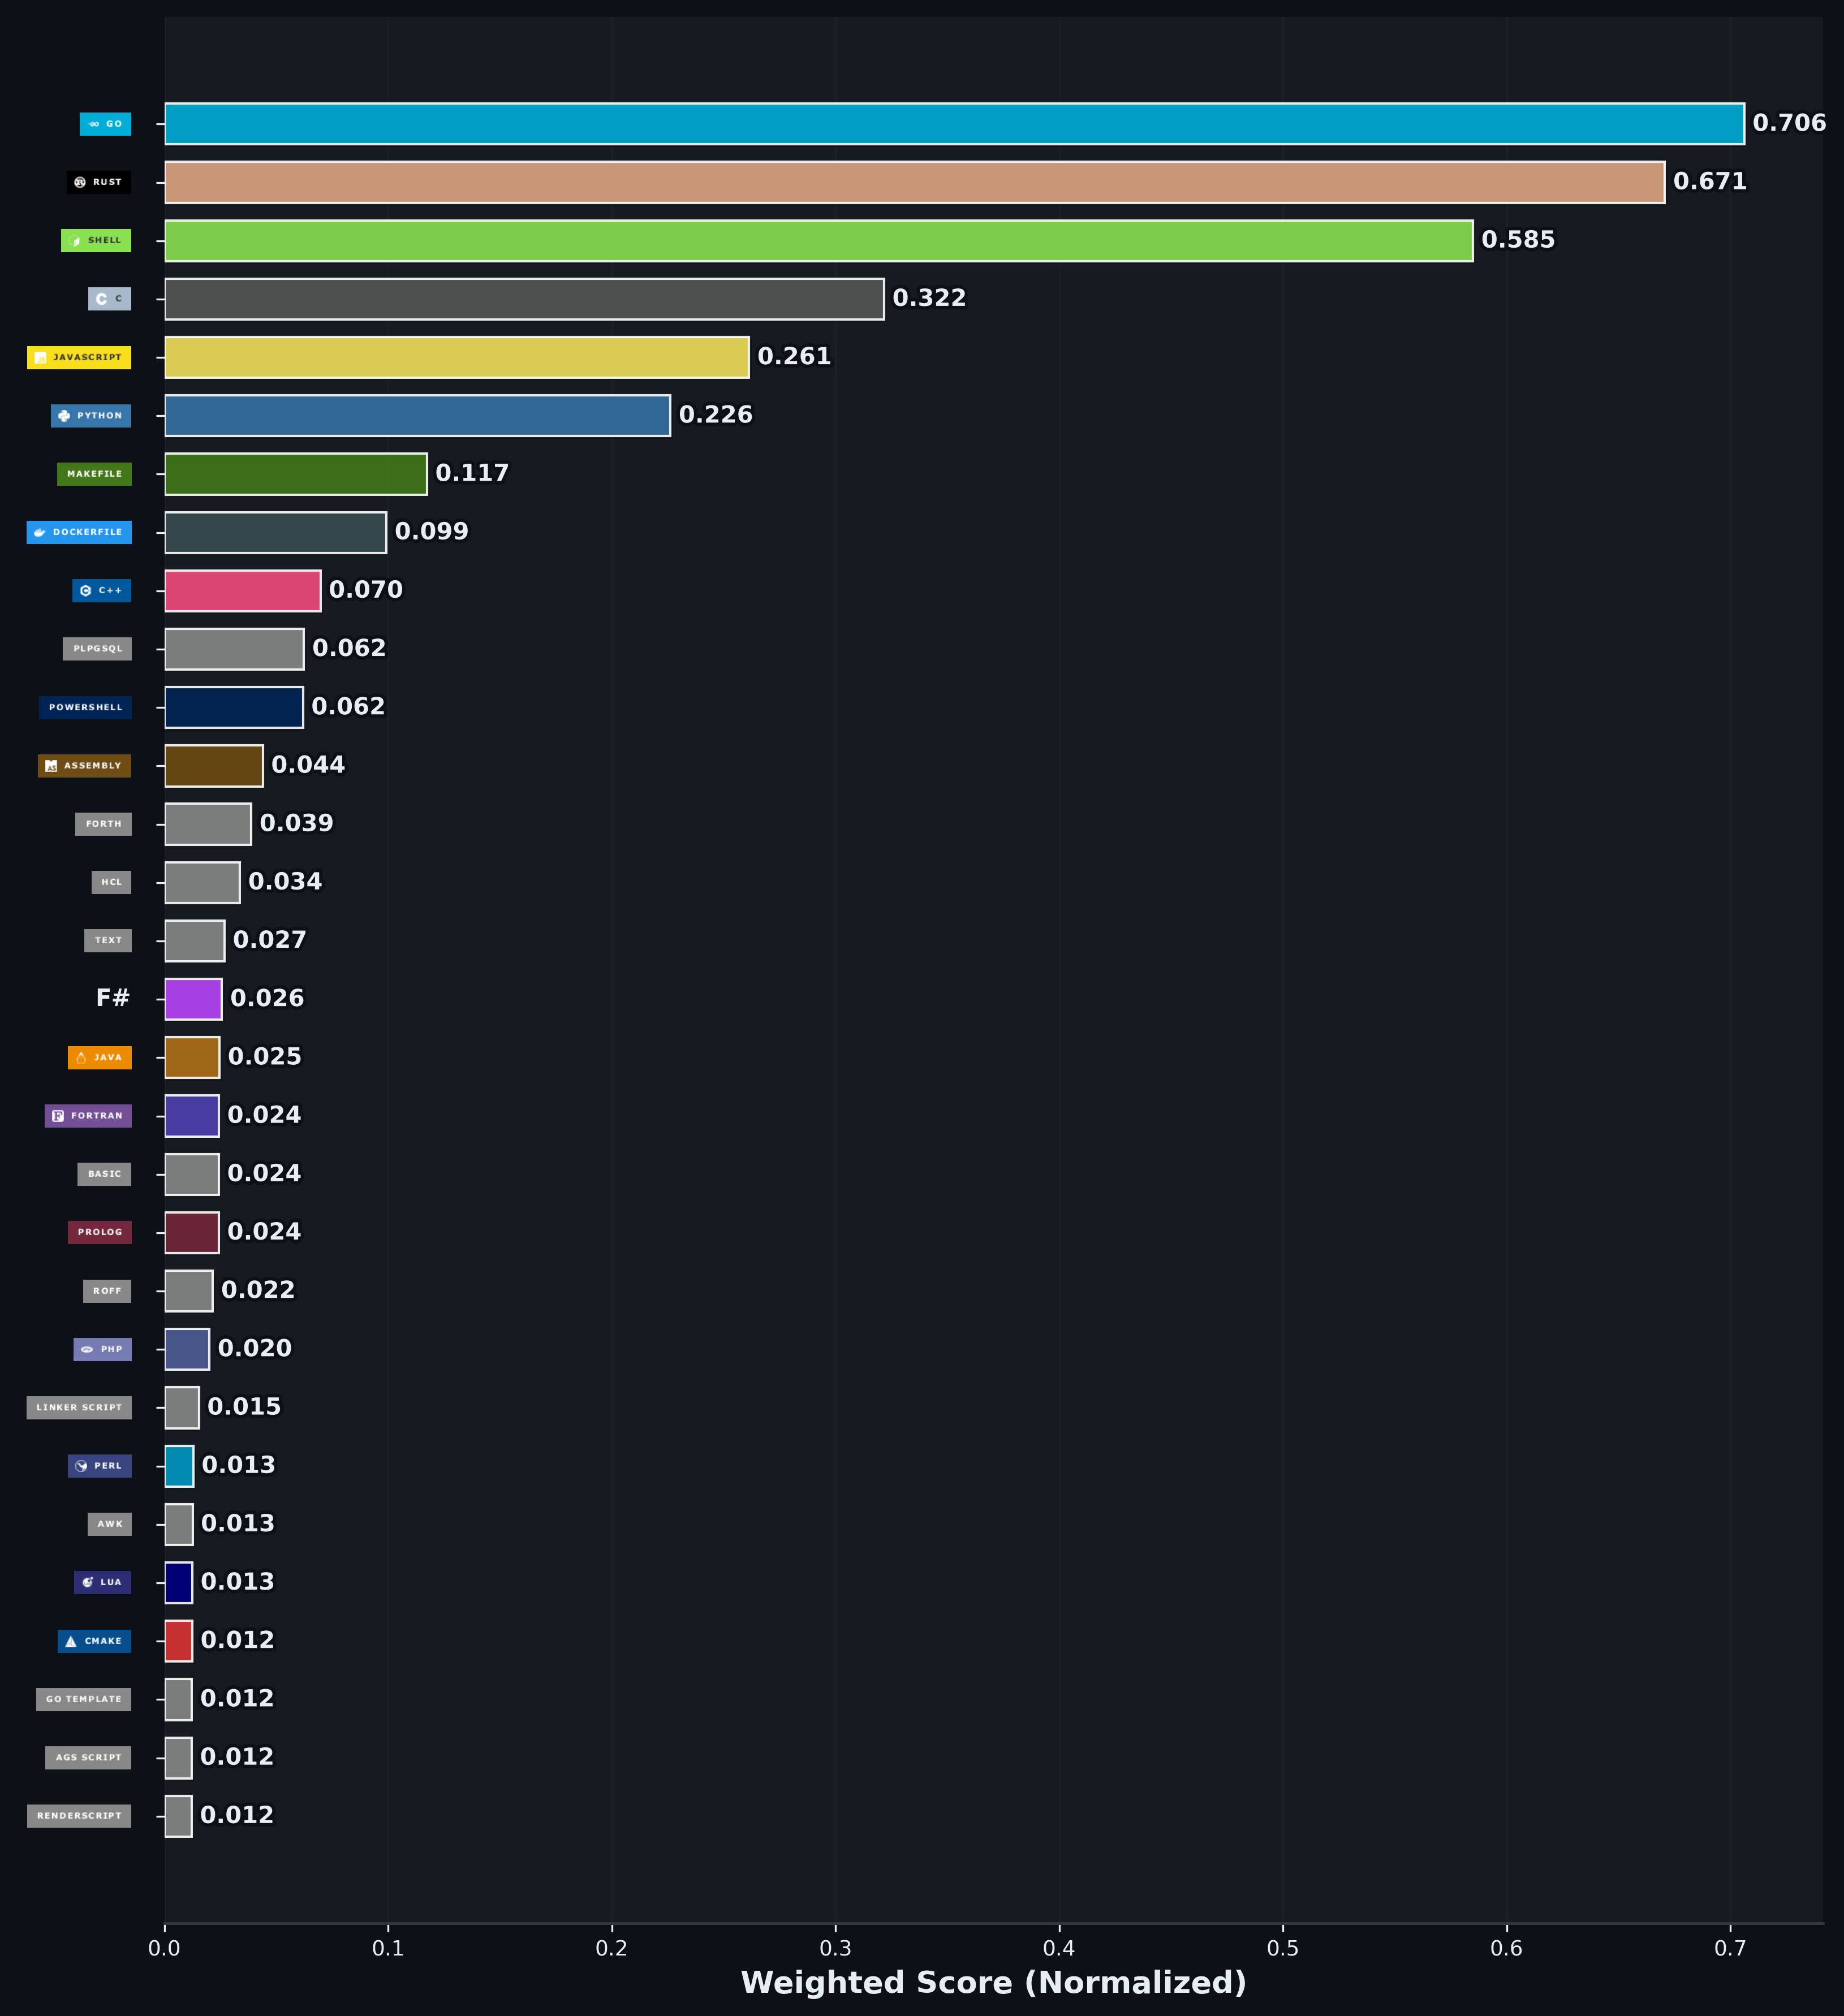 GO 0.706
RUST 0.671
SHELL 0.585
C 0.322
JAVASCRIPT 0.261
PYTHON 0.226
MAKEFILE 0.117
DOCKERFILE 0.099
C++ 0.070
PLPGSQL 0.062
POWERSHELL 0.062
ASSEMBLY 0.044
FORTH 0.039
HCL 0.034
TEXT 0.027
F# 0.026
JAVA 0.025
FORTRAN 0.024
BASIC 0.024
PROLOG 0.024
ROFF 0.022
PHP 0.020
LINKER SCRIPT 0.015
PERL 0.013
AWK 0.013
LUA 0.013
CMAKE 0.012
GO TEMPLATE 0.012
AGS SCRIPT 0.012
RENDERSCRIPT 0.012
0.0 0.1 0.2 0.3 0.4 0.5 0.6 0.7
Weighted Score (Normalized)